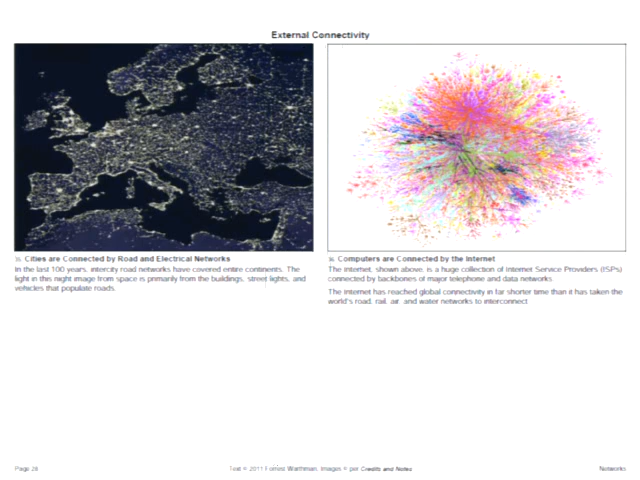 External Connectivity
Cities are Connected by Road and Electrical Networks
In the last 100 years, intercity road networks have covered entire continents. The
light in this night image from space is primarily from the buildings, street lights, and
vehicles that populate roads.
Computers are Connected by the Internet
The Internet, shown above, is a huge collection of Internet Service Providers (ISPs)
connected by backbones of major telephone and data networks.
The Internet has reached global connectivity in far shorter time than it has taken the
world's road, rail, air, and water networks to interconnect
Page 28
Text © 2011 Forrest Warthman. Images © per Credits and Notes
Networks